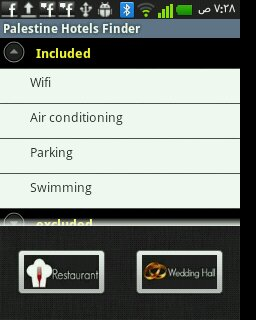 ٧:٢٨ ص
Palestine Hotels Finder
Included
Wifi
Air conditioning
Parking
Swimming
excluded
Restaurant
Wedding Hall